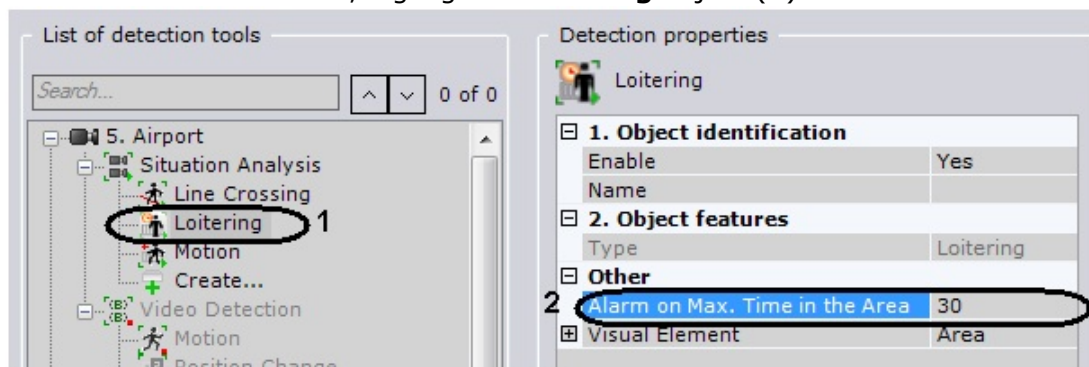 List of detection tools
Search...
0 of 0
5. Airport
Situation Analysis
Line Crossing
Loitering
1
Motion
Create...
Video Detection
Motion
Position Change
Detection properties
Loitering
1. Object identification
Enable Yes
Name
2. Object features
Type Loitering
Other
2 Alarm on Max. Time in the Area 30
Visual Element Area